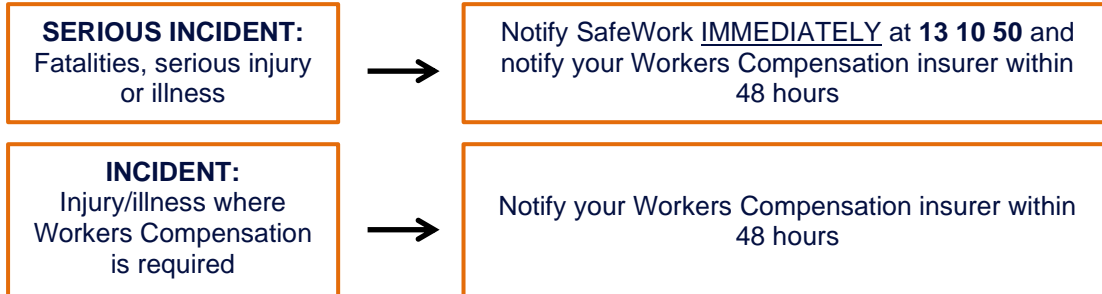 SERIOUS INCIDENT:
Fatalities, serious injury
or illness
Notify SafeWork IMMEDIATELY at 13 10 50 and
notify your Workers Compensation insurer within
48 hours
INCIDENT:
Injury/illness where
Workers Compensation
is required
Notify your Workers Compensation insurer within
48 hours